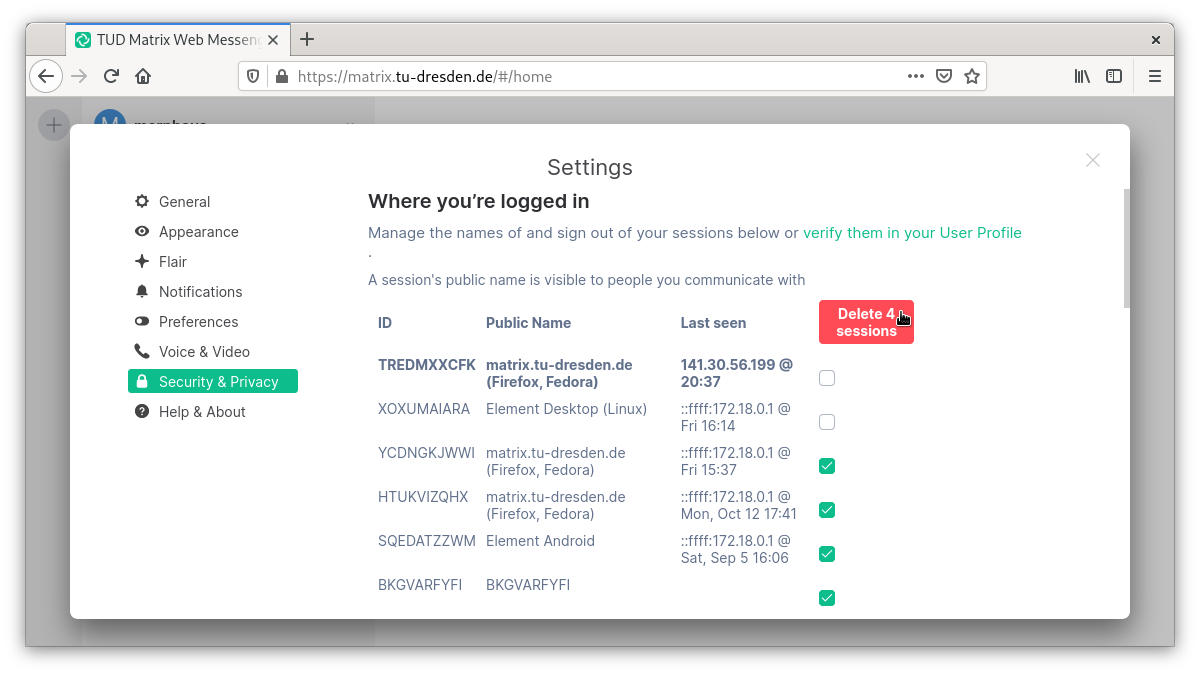 TUD Matrix Web Messeng
https://matrix.tu-dresden.de/#/home
Settings
General
Appearance
Flair
Notifications
Preferences
Voice & Video
Security & Privacy
Help & About
Where you’re logged in
Manage the names of and sign out of your sessions below or verify them in your User Profile
.
A session's public name is visible to people you communicate with
ID Public Name Last seen Delete 4
sessions
TREDMXXCFK matrix.tu-dresden.de 141.30.56.199 @
(Firefox, Fedora) 20:37
XOXUMAIARA Element Desktop (Linux) ::ffff:172.18.0.1 @
Fri 16:14
YCDNGKJWWI matrix.tu-dresden.de ::ffff:172.18.0.1 @
(Firefox, Fedora) Fri 15:37
HTUKVIZQHX matrix.tu-dresden.de ::ffff:172.18.0.1 @
(Firefox, Fedora) Mon, Oct 12 17:41
SQEDATZZWM Element Android ::ffff:172.18.0.1 @
Sat, Sep 5 16:06
BKGVARFYFI BKGVARFYFI